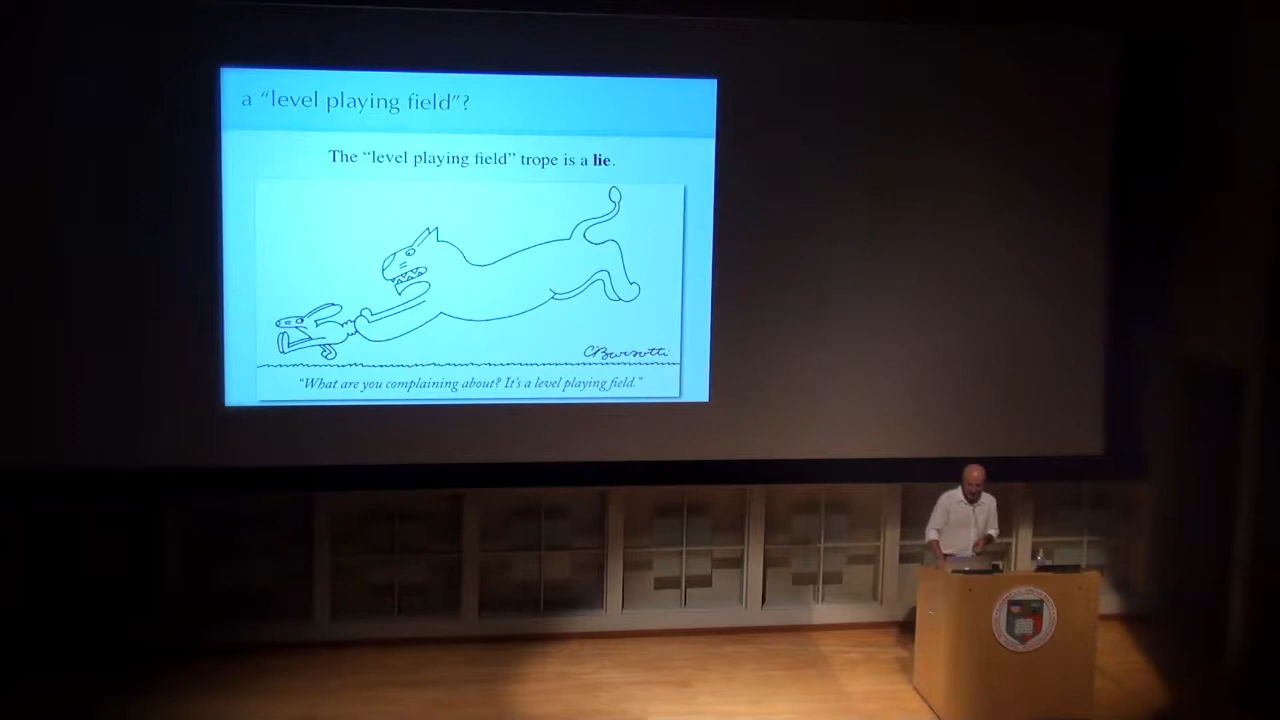 a “level playing field”?
The “level playing field” trope is a lie.
CBarsotti
“What are you complaining about? It’s a level playing field.”